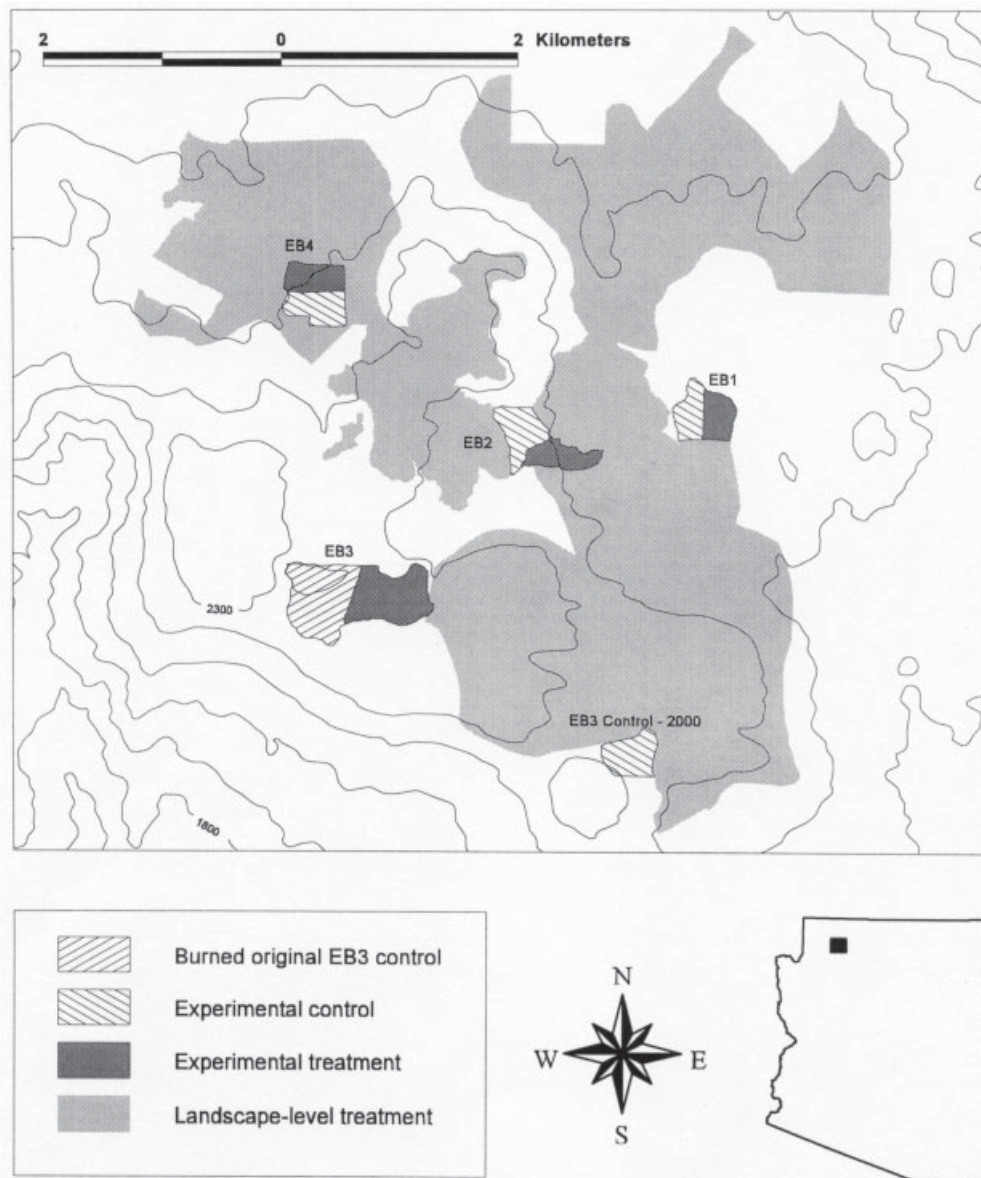 2 0 2 Kilometers
EB4
EB1
EB2
EB3
2300
EB3 Control - 2000
1800
Burned original EB3 control
Experimental control
Experimental treatment
Landscape-level treatment
N
W E
S